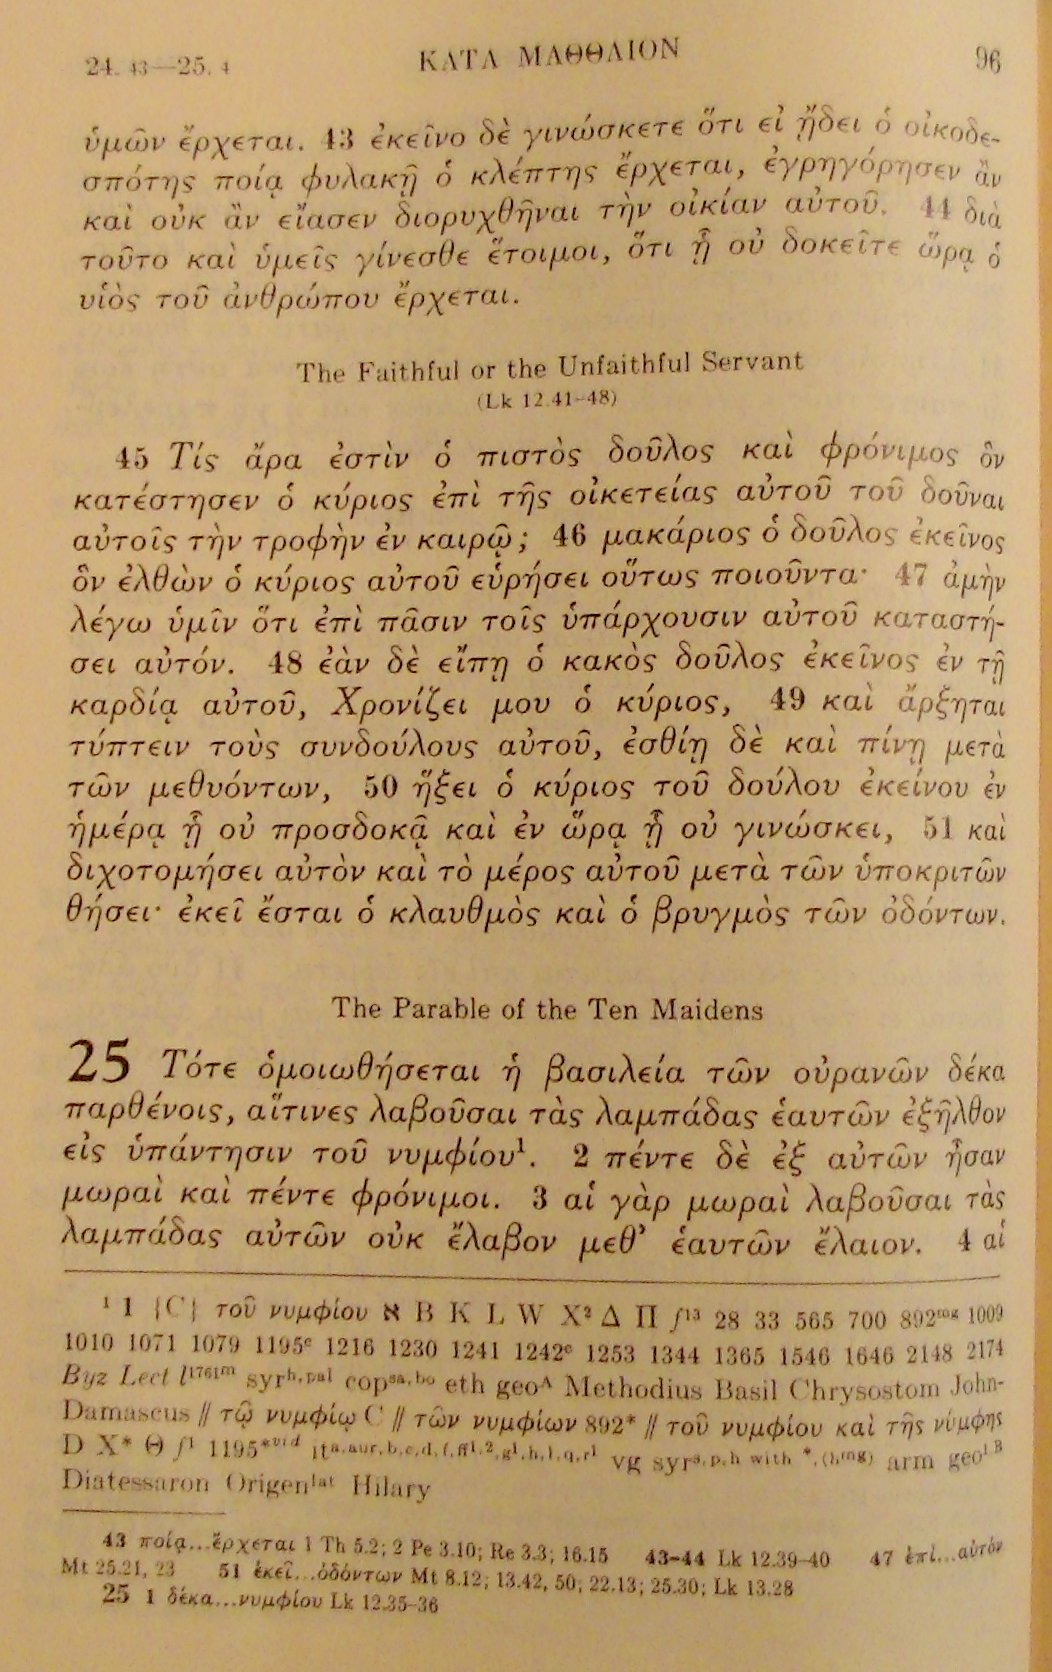 24. 43—25. 4 ΚΑΤΑ ΜΑΘΘΑΙΟΝ 96
ὑμῶν ἔρχεται. 43 ἐκεῖνο δὲ γινώσκετε ὅτι εἰ ᾔδει ὁ οἰκοδε-
σπότης ποίᾳ φυλακῇ ὁ κλέπτης ἔρχεται, ἐγρηγόρησεν ἂν
καὶ οὐκ ἂν εἴασεν διορυχθῆναι τὴν οἰκίαν αὐτοῦ. 44 διὰ
τοῦτο καὶ ὑμεῖς γίνεσθε ἕτοιμοι, ὅτι ᾗ οὐ δοκεῖτε ὥρᾳ ὁ
υἱὸς τοῦ ἀνθρώπου ἔρχεται.
The Faithful or the Unfaithful Servant
(Lk 12.41–48)
45 Τίς ἄρα ἐστὶν ὁ πιστὸς δοῦλος καὶ φρόνιμος ὃν
κατέστησεν ὁ κύριος ἐπὶ τῆς οἰκετείας αὐτοῦ τοῦ δοῦναι
αὐτοῖς τὴν τροφὴν ἐν καιρῷ; 46 μακάριος ὁ δοῦλος ἐκεῖνος
ὃν ἐλθὼν ὁ κύριος αὐτοῦ εὑρήσει οὕτως ποιοῦντα· 47 ἀμὴν
λέγω ὑμῖν ὅτι ἐπὶ πᾶσιν τοῖς ὑπάρχουσιν αὐτοῦ καταστή-
σει αὐτόν. 48 ἐὰν δὲ εἴπῃ ὁ κακὸς δοῦλος ἐκεῖνος ἐν τῇ
καρδίᾳ αὐτοῦ, Χρονίζει μου ὁ κύριος, 49 καὶ ἄρξηται
τύπτειν τοὺς συνδούλους αὐτοῦ, ἐσθίῃ δὲ καὶ πίνῃ μετὰ
τῶν μεθυόντων, 50 ἥξει ὁ κύριος τοῦ δούλου ἐκείνου ἐν
ἡμέρᾳ ᾗ οὐ προσδοκᾷ καὶ ἐν ὥρᾳ ᾗ οὐ γινώσκει, 51 καὶ
διχοτομήσει αὐτὸν καὶ τὸ μέρος αὐτοῦ μετὰ τῶν ὑποκριτῶν
θήσει· ἐκεῖ ἔσται ὁ κλαυθμὸς καὶ ὁ βρυγμὸς τῶν ὀδόντων.
The Parable of the Ten Maidens
25 Τότε ὁμοιωθήσεται ἡ βασιλεία τῶν οὐρανῶν δέκα
παρθένοις, αἵτινες λαβοῦσαι τὰς λαμπάδας ἑαυτῶν ἐξῆλθον
εἰς ὑπάντησιν τοῦ νυμφίου¹. 2 πέντε δὲ ἐξ αὐτῶν ἦσαν
μωραὶ καὶ πέντε φρόνιμοι. 3 αἱ γὰρ μωραὶ λαβοῦσαι τὰς
λαμπάδας αὐτῶν οὐκ ἔλαβον μεθ’ ἑαυτῶν ἔλαιον. 4 αἱ
¹ 1 {C} τοῦ νυμφίου א B K L W X² Δ Π f¹³ 28 33 565 700 892ᵐᵍ 1009
1010 1071 1079 1195ᶜ 1216 1230 1241 1242ᶜ 1253 1344 1365 1546 1646 2148 2174
Byz Lect l¹⁷⁶¹ᵐ syrʰ,ᵖᵃˡ copˢᵃ,ᵇᵒ eth geoᴬ Methodius Basil Chrysostom John-
Damascus // τῷ νυμφίῳ C // τῶν νυμφίων 892* // τοῦ νυμφίου καὶ τῆς νύμφης
D X* Θ f¹ 1195*ᵛⁱᵈ itᵃ,ᵃᵘʳ,ᵇ,ᶜ,ᵈ,ᶠ,ᶠᶠ¹,²,ᵍ¹,ʰ,ˡ,q,ʳ¹ vg syrˢ,ᵖ,ʰ ʷⁱᵗʰ *,(ʰᵐᵍ) arm geo¹,ᴮ
Diatessaron Origenˡᵃᵗ Hilary
43 ποίᾳ...ἔρχεται 1 Th 5.2; 2 Pe 3.10; Re 3.3; 16.15 43–44 Lk 12.39–40 47 ἐπί...αὐτόν
Mt 25.21, 23 51 ἐκεῖ...ὀδόντων Mt 8.12; 13.42, 50; 22.13; 25.30; Lk 13.28
25 1 δέκα...νυμφίου Lk 12.35–36